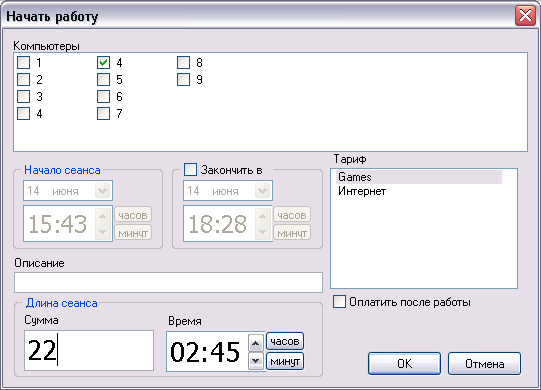 Начать работу
Компьютеры
1 4 8
2 5 9
3 6
4 7
Начало сеанса
14 июня
15:43
часов
минут
Закончить в
14 июня
18:28
часов
минут
Тариф
Games
Интернет
Описание
Длина сеанса
Сумма
22
Время
02:45
часов
минут
Оплатить после работы
OK
Отмена